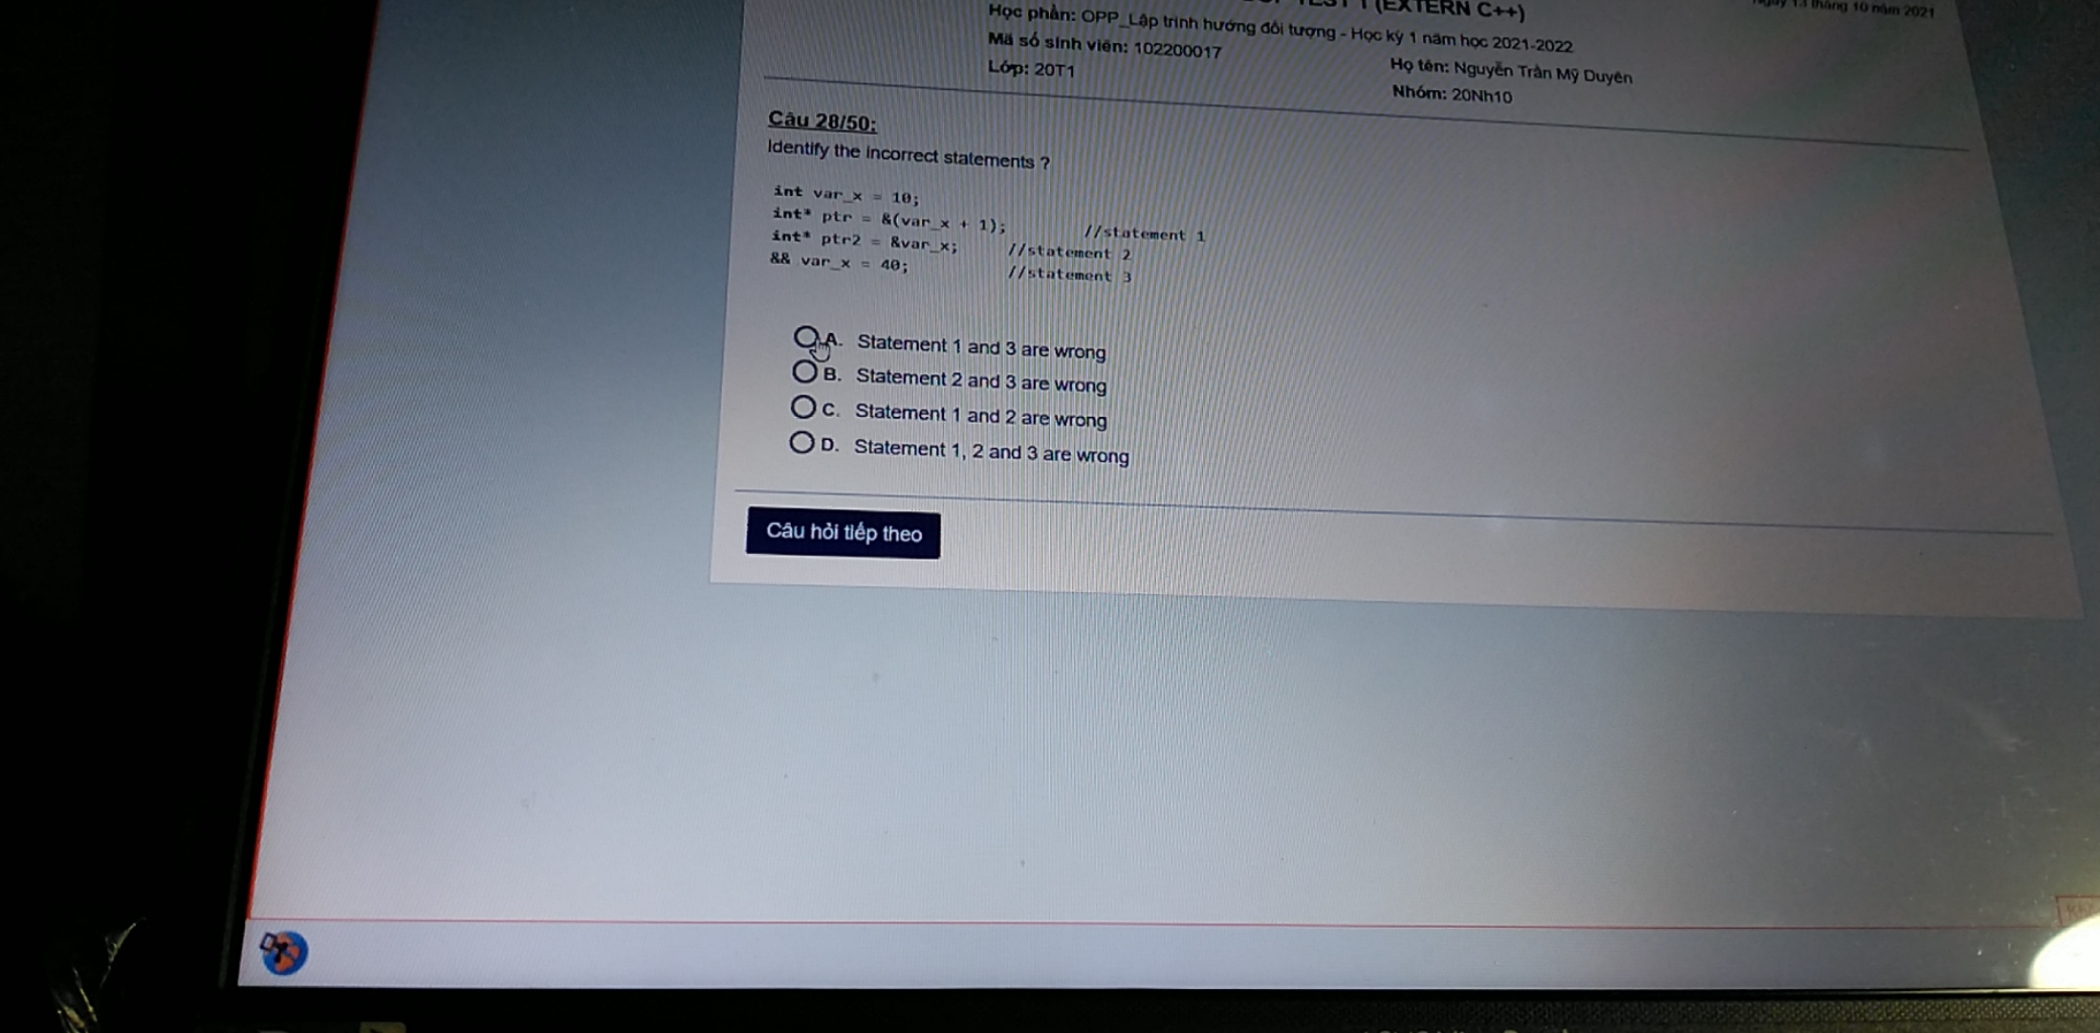 1 (EXTERN C++)
13 tháng 10 năm 2021
Học phần: OPP_Lập trình hướng đối tượng - Học kỳ 1 năm học 2021-2022
Mã số sinh viên: 102200017
Họ tên: Nguyễn Trần Mỹ Duyên
Lớp: 20T1
Nhóm: 20Nh10
Câu 28/50:
Identify the incorrect statements ?
int var_x = 10;
int* ptr = &(var_x + 1); //statement 1
int* ptr2 = &var_x; //statement 2
&& var_x = 40; //statement 3
A. Statement 1 and 3 are wrong
B. Statement 2 and 3 are wrong
C. Statement 1 and 2 are wrong
D. Statement 1, 2 and 3 are wrong
Câu hỏi tiếp theo